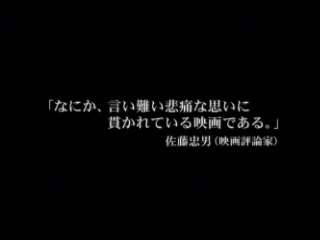 「なにか、言い難い悲痛な思いに
貫かれている映画である。」
佐藤忠男(映画評論家)